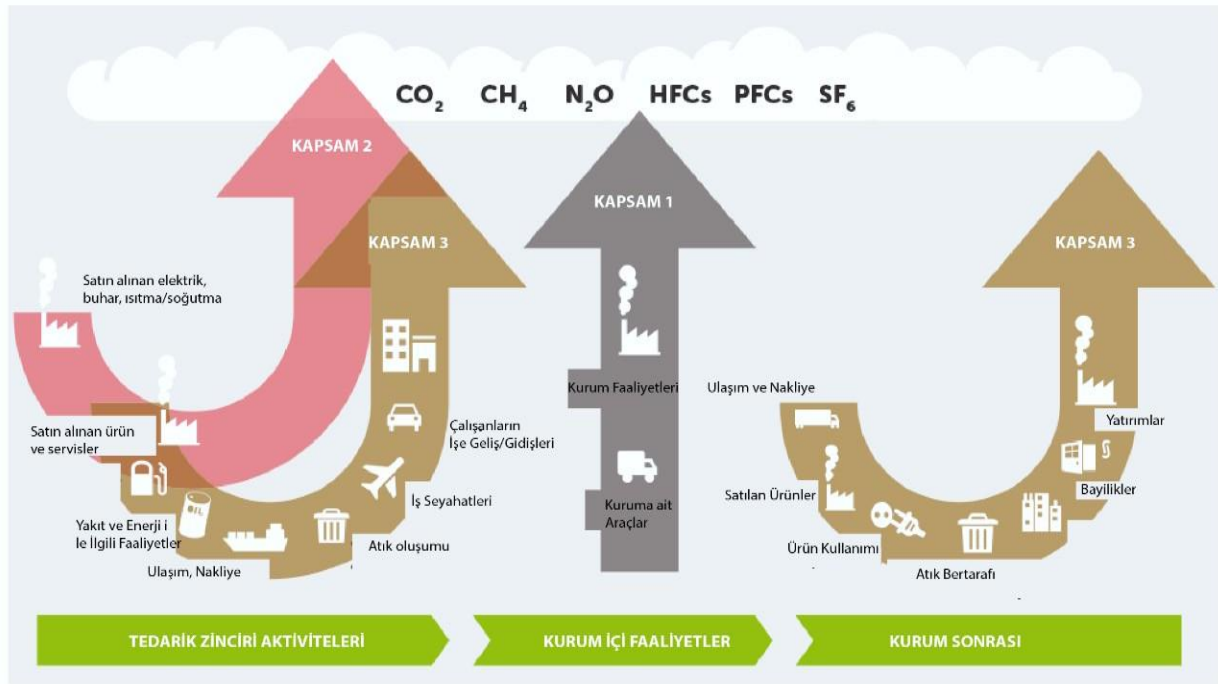 CO2 CH4 N2O HFCs PFCs SF6
KAPSAM 2
KAPSAM 3
KAPSAM 1
KAPSAM 3
Satın alınan elektrik,
buhar, ısıtma/soğutma
Satın alınan ürün
ve servisler
Yakıt ve Enerji i
le İlgili Faaliyetler
Ulaşım, Nakliye
OIL
Atık oluşumu
İş Seyahatleri
Çalışanların
İşe Geliş/Gidişleri
Kurum Faaliyetleri
Kuruma ait
Araçlar
Ulaşım ve Nakliye
Satılan Ürünler
Ürün Kullanımı
Atık Bertarafı
Bayilikler
Yatırımlar
TEDARİK ZİNCİRİ AKTİVİTELERİ
KURUM İÇİ FAALİYETLER
KURUM SONRASI